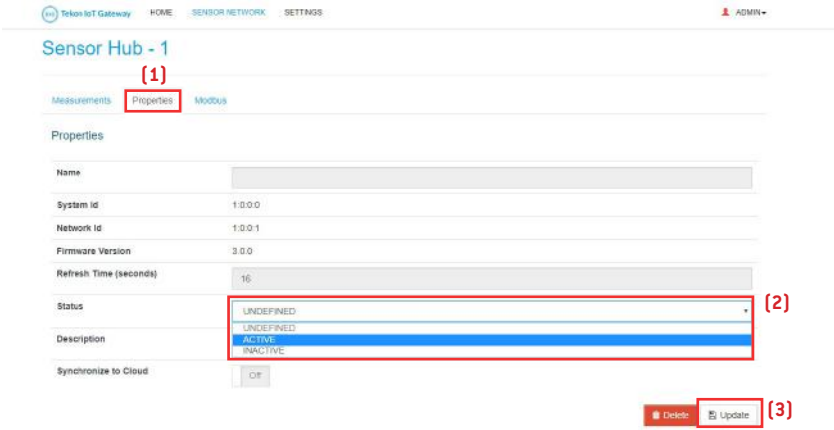 Tekon IoT Gateway HOME SENSOR NETWORK SETTINGS ADMIN
Sensor Hub - 1
(1)
Measurements Properties Modbus
Properties
Name
System Id 1:0:0:0
Network Id 1:0:0:1
Firmware Version 3.0.0
Refresh Time (seconds) 16
Status UNDEFINED (2)
UNDEFINED
Description ACTIVE
INACTIVE
Synchronize to Cloud Off
Delete Update (3)